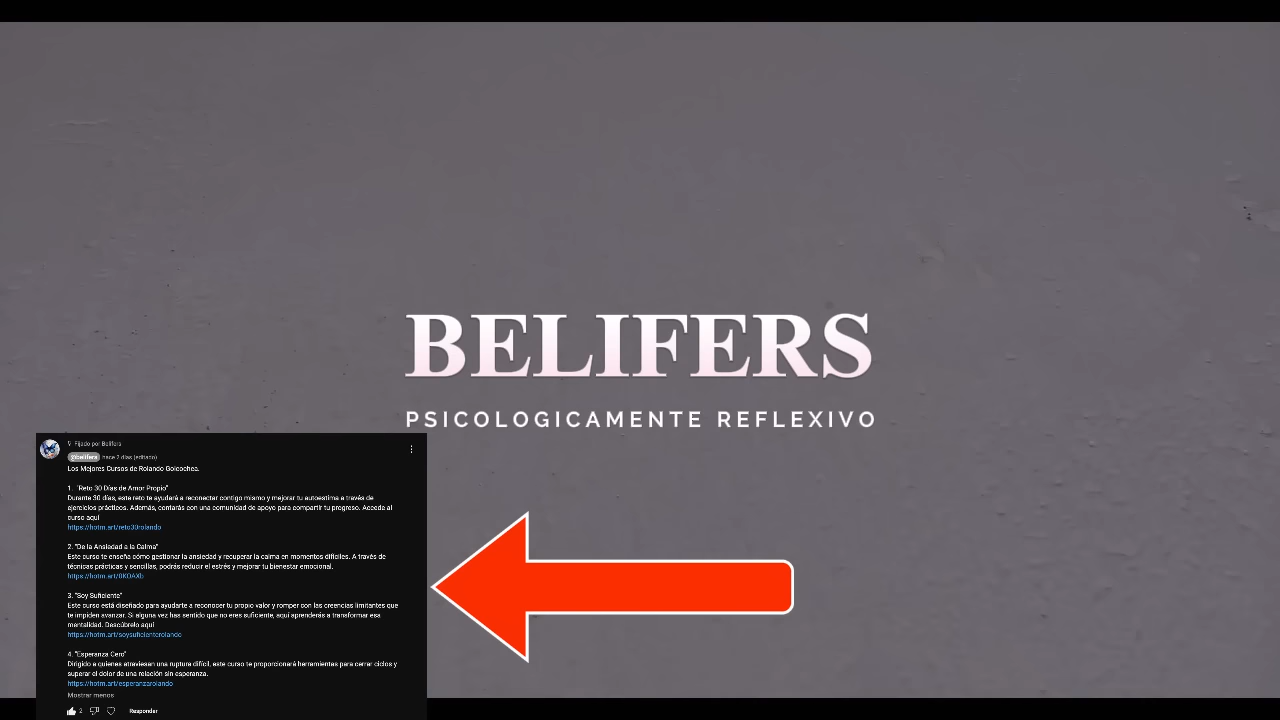 BELIFERS
PSICOLOGICAMENTE REFLEXIVO
Fijado por Belifers
@belifers hace 2 días (editado)
Los Mejores Cursos de Rolando Goicochea.
1. "Reto 30 Días de Amor Propio"
Durante 30 días, este reto te ayudará a reconectar contigo mismo y mejorar tu autoestima a través de
ejercicios prácticos. Además, contarás con una comunidad de apoyo para compartir tu progreso. Accede al
curso aquí
https://hotm.art/reto30rolando
2. "De la Ansiedad a la Calma"
Este curso te enseña cómo gestionar la ansiedad y recuperar la calma en momentos difíciles. A través de
técnicas prácticas y sencillas, podrás reducir el estrés y mejorar tu bienestar emocional.
https://hotm.art/0KOAXb
3. "Soy Suficiente"
Este curso está diseñado para ayudarte a reconocer tu propio valor y romper con las creencias limitantes que
te impiden avanzar. Si alguna vez has sentido que no eres suficiente, aquí aprenderás a transformar esa
mentalidad. Descúbrelo aquí
https://hotm.art/soysuficienterolando
4. "Esperanza Cero"
Dirigido a quienes atraviesan una ruptura difícil, este curso te proporcionará herramientas para cerrar ciclos y
superar el dolor de una relación sin esperanza.
https://hotm.art/esperanzarolando
Mostrar menos
2 Responder